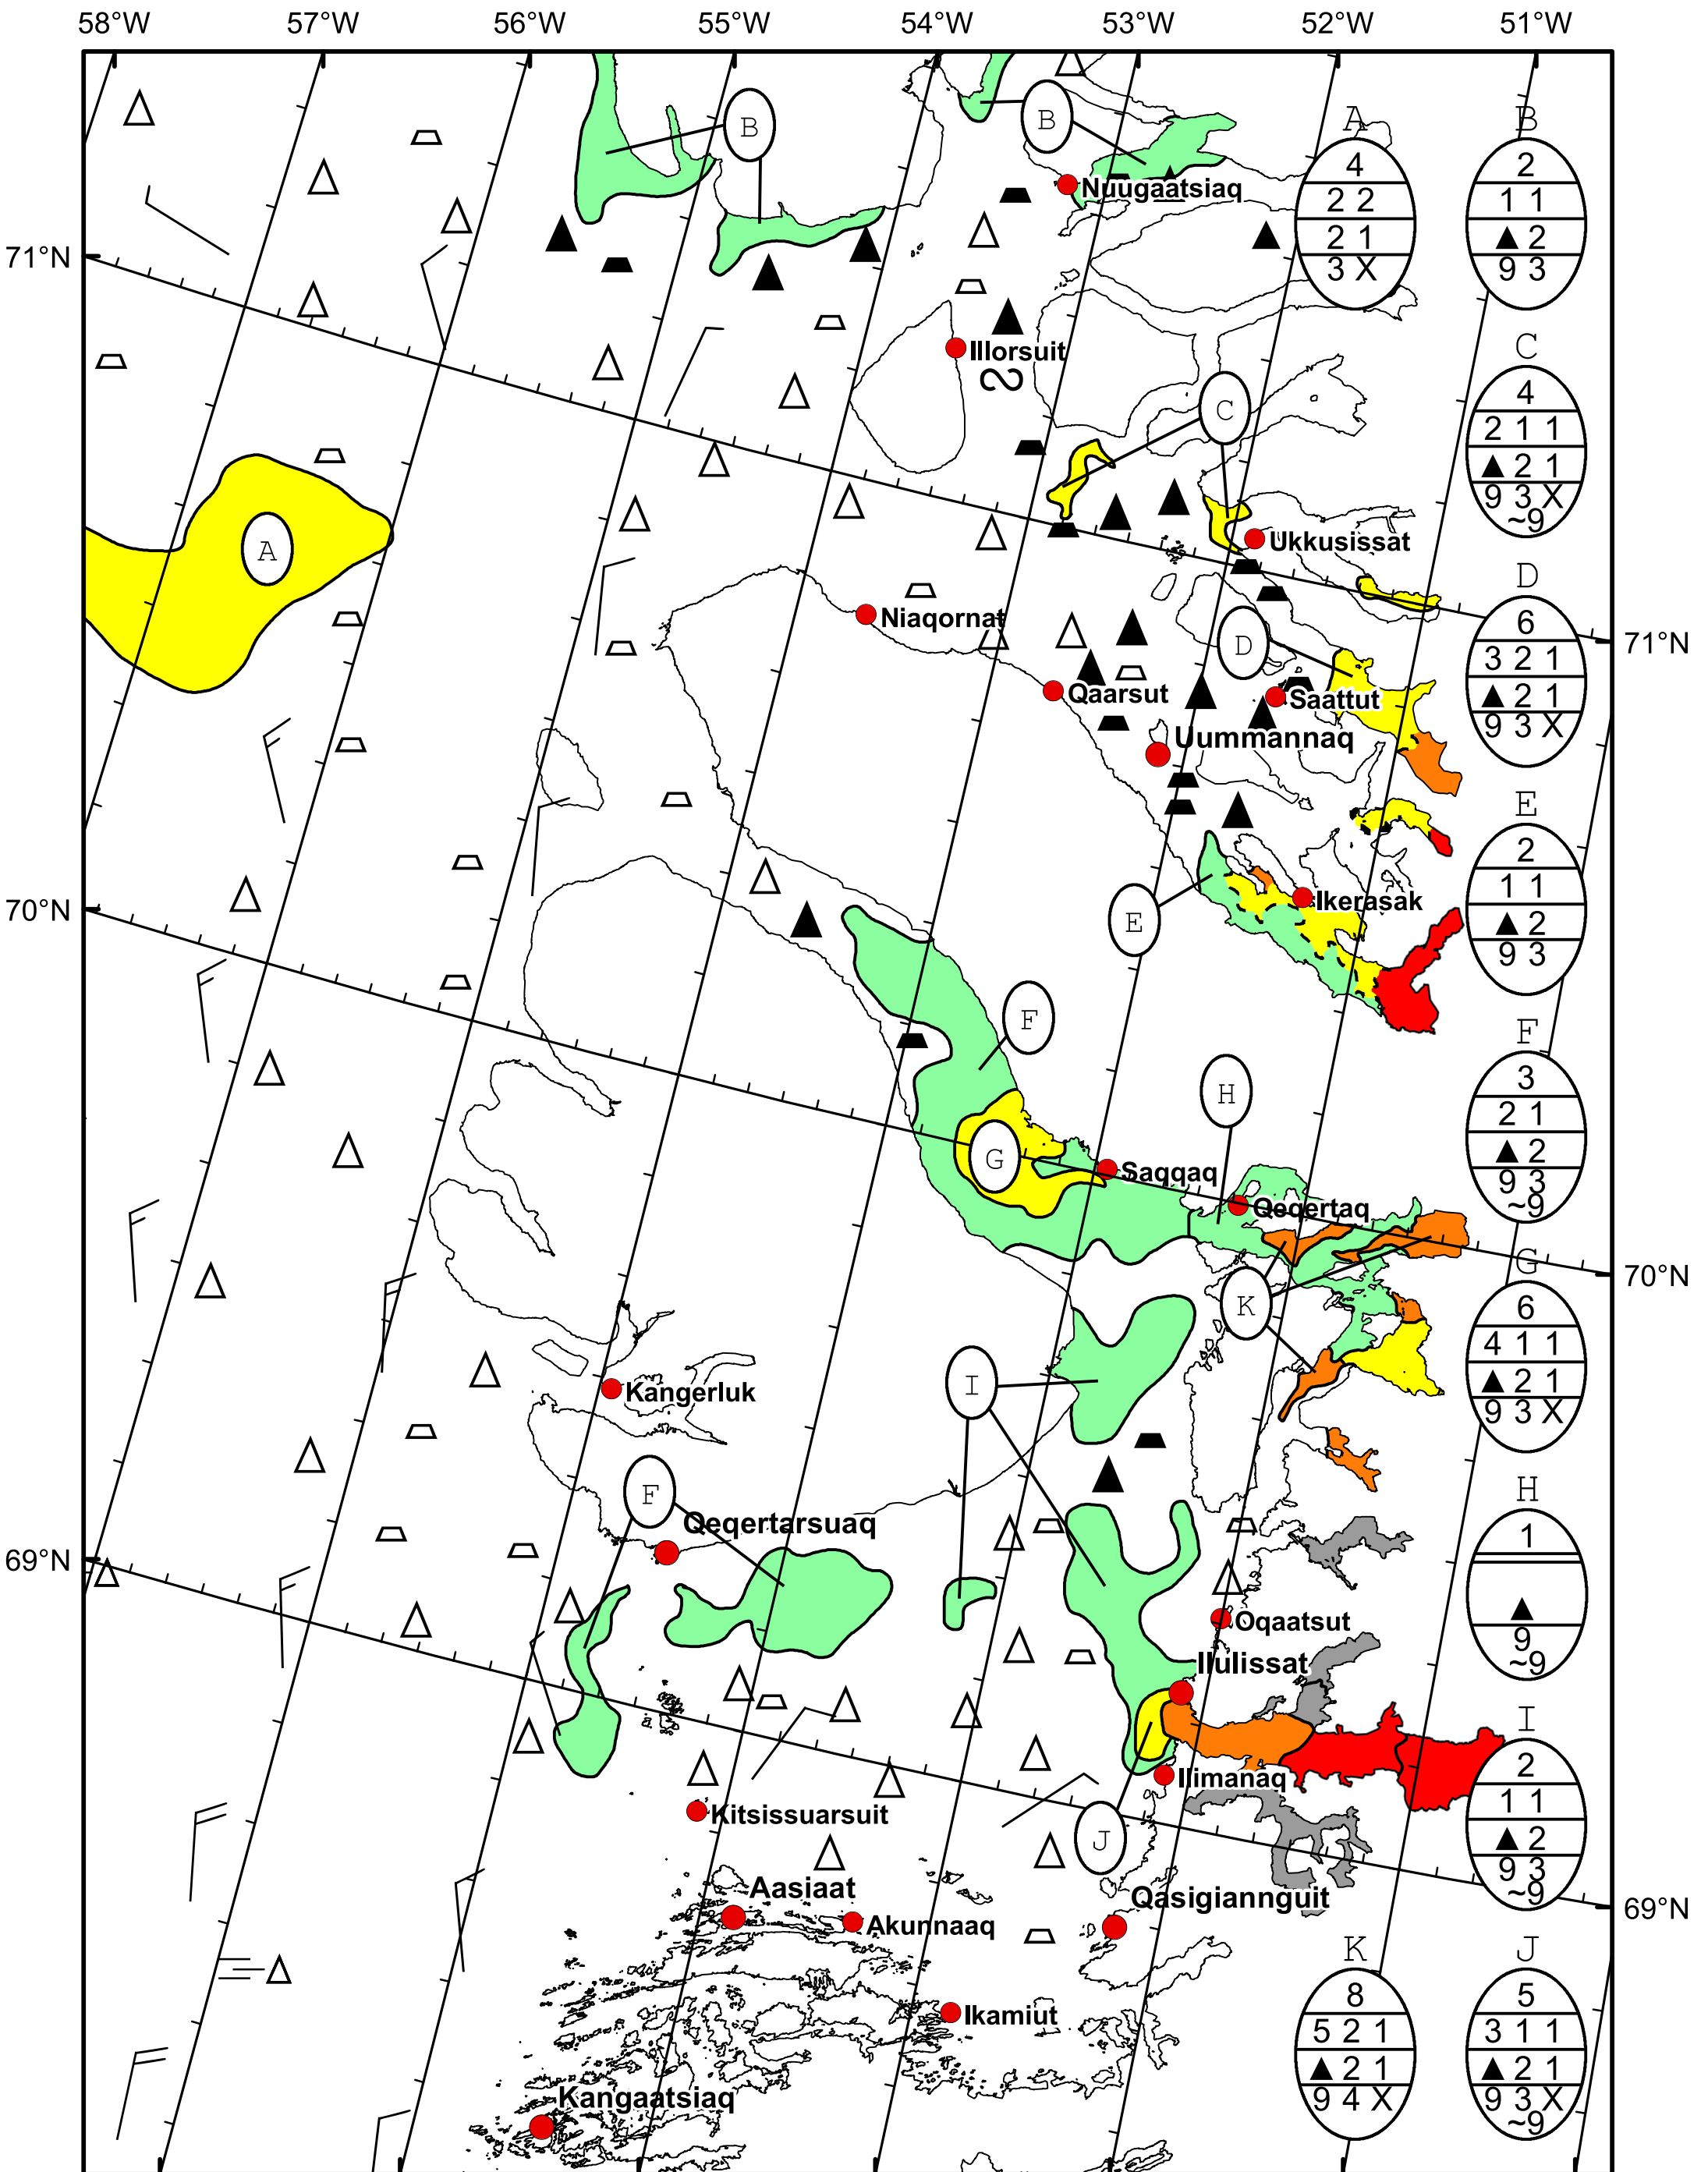 58°W 57°W 56°W 55°W 54°W 53°W 52°W 51°W
B
B
A
4
2 2
2 1
3 X
B
2
1 1
▲ 2
9 3
Nuugaatsiaq
71°N
Illorsuit
C
C
4
2 1 1
▲ 2 1
9 3 X
~9
A
Ukkusissat
Niaqornat
D
D
6
3 2 1
▲ 2 1
9 3 X
71°N
Qaarsut
Saattut
Uummannaq
E
2
1 1
▲ 2
9 3
70°N
Ikerasak
E
F
F
3
2 1
▲ 2
9 3
~9
H
G
Saqqaq
Qeqertaq
G
6
4 1 1
▲ 2 1
9 3 X
70°N
K
I
Kangerluk
F
H
1
▲
9
~9
Qeqertarsuaq
69°N
Oqaatsut
Ilulissat
I
2
1 1
▲ 2
9 3
~9
Ilimanaq
Kitsissuarsuit
J
Aasiaat
Qasigiannguit
Akunnaaq
69°N
K
8
5 2 1
▲ 2 1
9 4 X
J
5
3 1 1
▲ 2 1
9 3 X
~9
Ikamiut
Kangaatsiaq